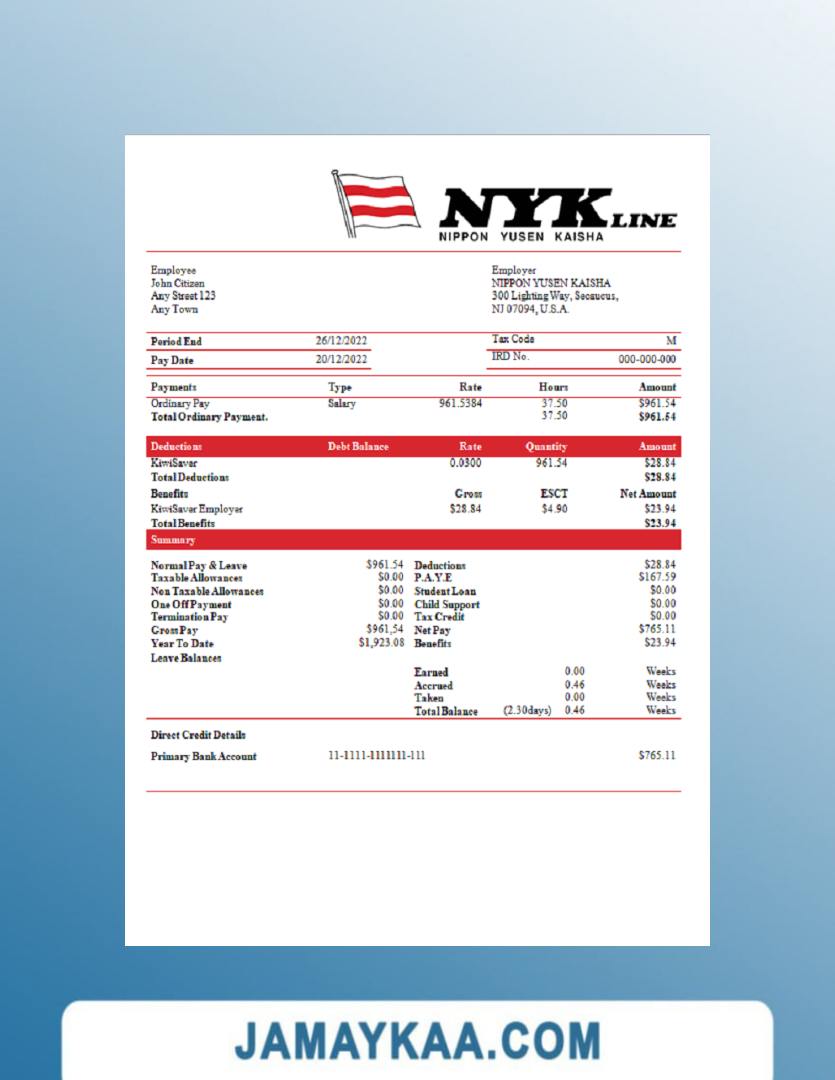 NYK LINE
NIPPON YUSEN KAISHA
Employee
John Citizen
Any Street 123
Any Town
Employer
NIPPON YUSEN KAISHA
300 Lighting Way, Secaucus,
NJ 07094, U.S.A.
Period End 26/12/2022
Pay Date 20/12/2022
Tax Code M
IRD No. 000-000-000
Payments Type Rate Hours Amount
Ordinary Pay Salary 961.5384 37.50 $961.54
Total Ordinary Payment. 37.50 $961.54
Deductions Debt Balance Rate Quantity Amount
KiwiSaver 0.0300 961.54 $28.84
Total Deductions $28.84
Benefits Gross ESCT Net Amount
KiwiSaver Employer $28.84 $4.90 $23.94
Total Benefits $23.94
Summary
Normal Pay & Leave $961.54 Deductions $28.84
Taxable Allowances $0.00 P.A.Y.E $167.59
Non Taxable Allowances $0.00 Student Loan $0.00
One Off Payment $0.00 Child Support $0.00
Termination Pay $0.00 Tax Credit $0.00
Gross Pay $961,54 Net Pay $765.11
Year To Date $1,923.08 Benefits $23.94
Leave Balances
Earned 0.00 Weeks
Accrued 0.46 Weeks
Taken 0.00 Weeks
Total Balance (2.30days) 0.46 Weeks
Direct Credit Details
Primary Bank Account 11-1111-1111111-111 $765.11
JAMAYKAA.COM